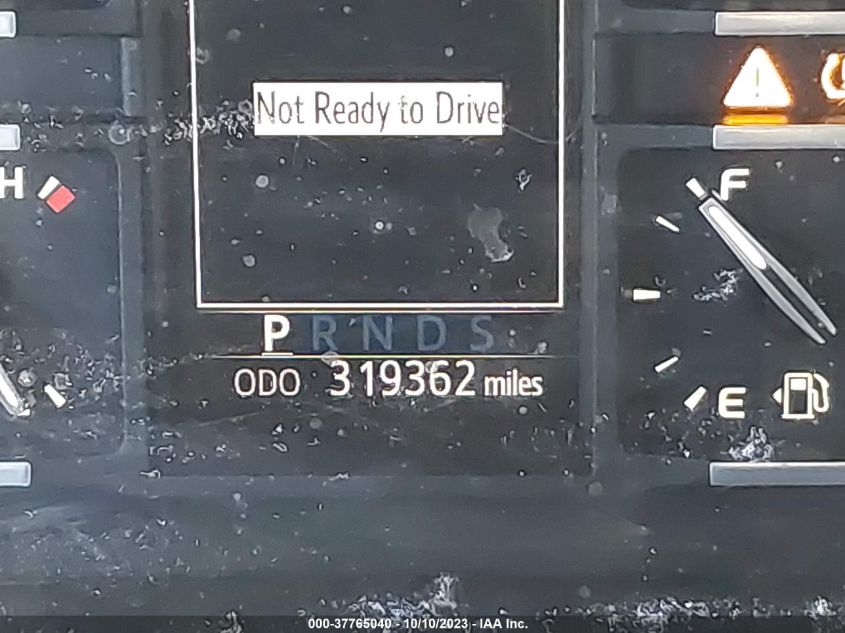 Not Ready to Drive
H
F
P R N D S
ODO 319362 miles
E
000-37765040 - 10/10/2023 - IAA Inc.